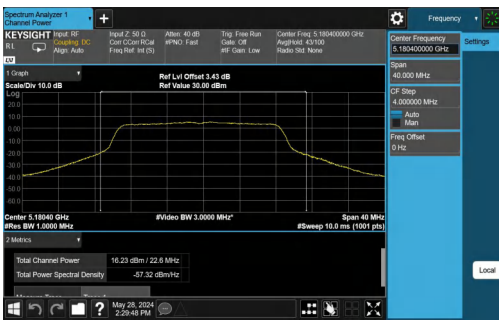 Spectrum Analyzer 1
Channel Power
Frequency
KEYSIGHT
R L
LXI
Input: RF
Coupling: DC
Align: Auto
Input Z: 50 Ω
Corr CCorr RCal
Freq Ref: Int (S)
Atten: 40 dB
#PNO: Fast
Trig: Free Run
Gate: Off
#IF Gain: Low
Center Freq: 5.180400000 GHz
Avg|Hold: 43/100
Radio Std: None
Center Frequency
5.180400000 GHz
Settings
Span
40.000 MHz
CF Step
4.000000 MHz
Auto
Man
Freq Offset
0 Hz
1 Graph
Scale/Div 10.0 dB
Ref Lvl Offset 3.43 dB
Ref Value 30.00 dBm
Log
20.0
10.0
0.00
-10.0
-20.0
-30.0
-40.0
-50.0
-60.0
Center 5.18040 GHz
#Res BW 1.0000 MHz
#Video BW 3.0000 MHz*
Span 40 MHz
#Sweep 10.0 ms (1001 pts)
2 Metrics
Total Channel Power 16.23 dBm / 22.6 MHz
Total Power Spectral Density -57.32 dBm/Hz
Local
?
May 28, 2024
2:29:48 PM